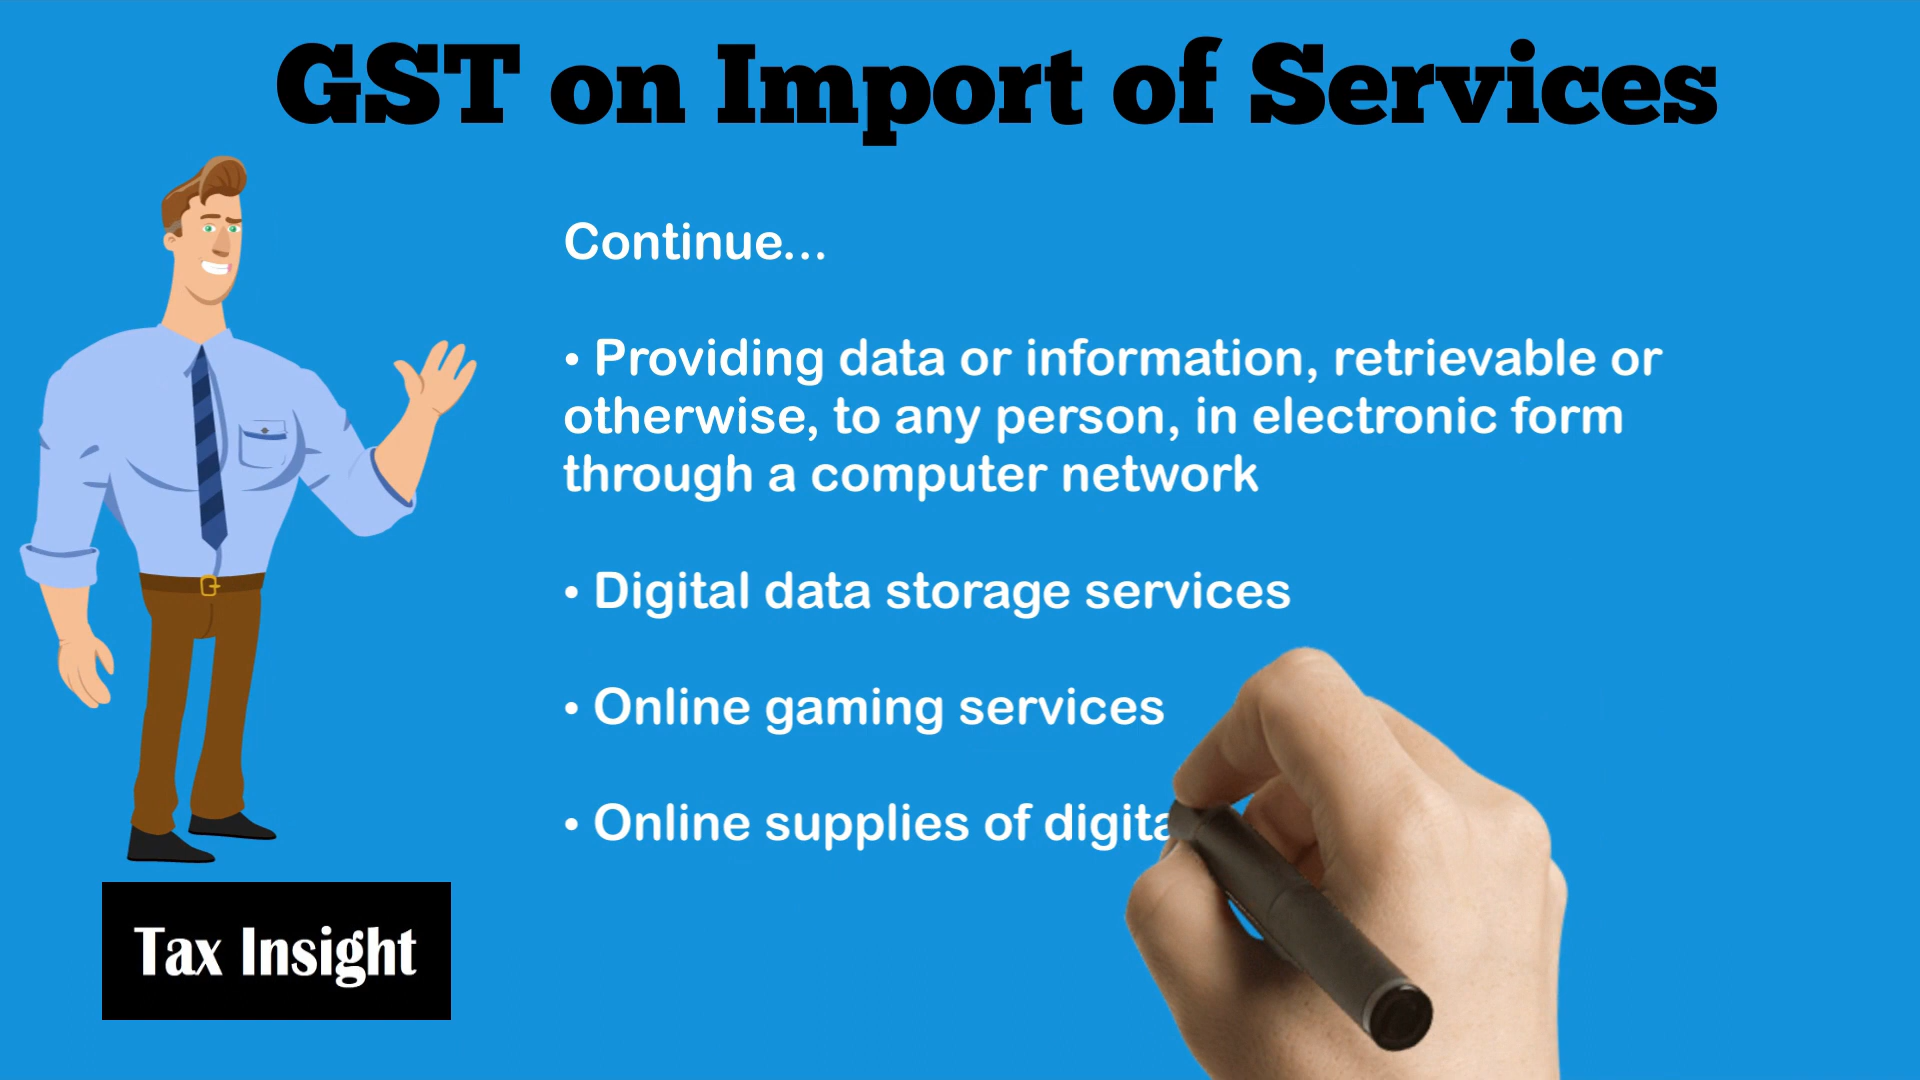 GST on Import of Services
Continue...
• Providing data or information, retrievable or
otherwise, to any person, in electronic form
through a computer network
• Digital data storage services
• Online gaming services
• Online supplies of digita
Tax Insight